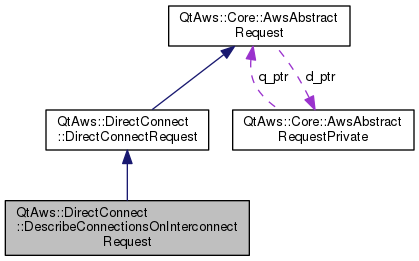 QtAws::Core::AwsAbstract
Request
q_ptr
d_ptr
QtAws::DirectConnect
::DirectConnectRequest
QtAws::Core::AwsAbstract
RequestPrivate
QtAws::DirectConnect
::DescribeConnectionsOnInterconnect
Request